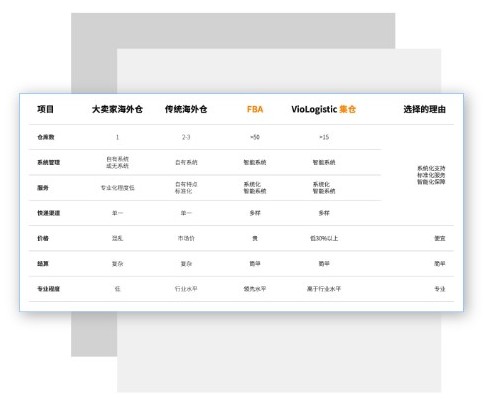 项目 大卖家海外仓 传统海外仓 FBA VioLogistic 集仓 选择的理由
仓库数 1 2-3 >50 >15
系统管理 自有系统 自有系统 智能系统 智能系统
或无系统
系统化支持
标准化服务
智能化保障
服务 专业化程度低 自有特点 系统化 系统化
标准化 智能系统 智能系统
快递渠道 单一 单一 多样 多样
价格 混乱 市场价 贵 低30%以上 便宜
结算 复杂 复杂 简单 简单 简单
专业程度 低 行业水平 领先水平 高于行业水平 专业